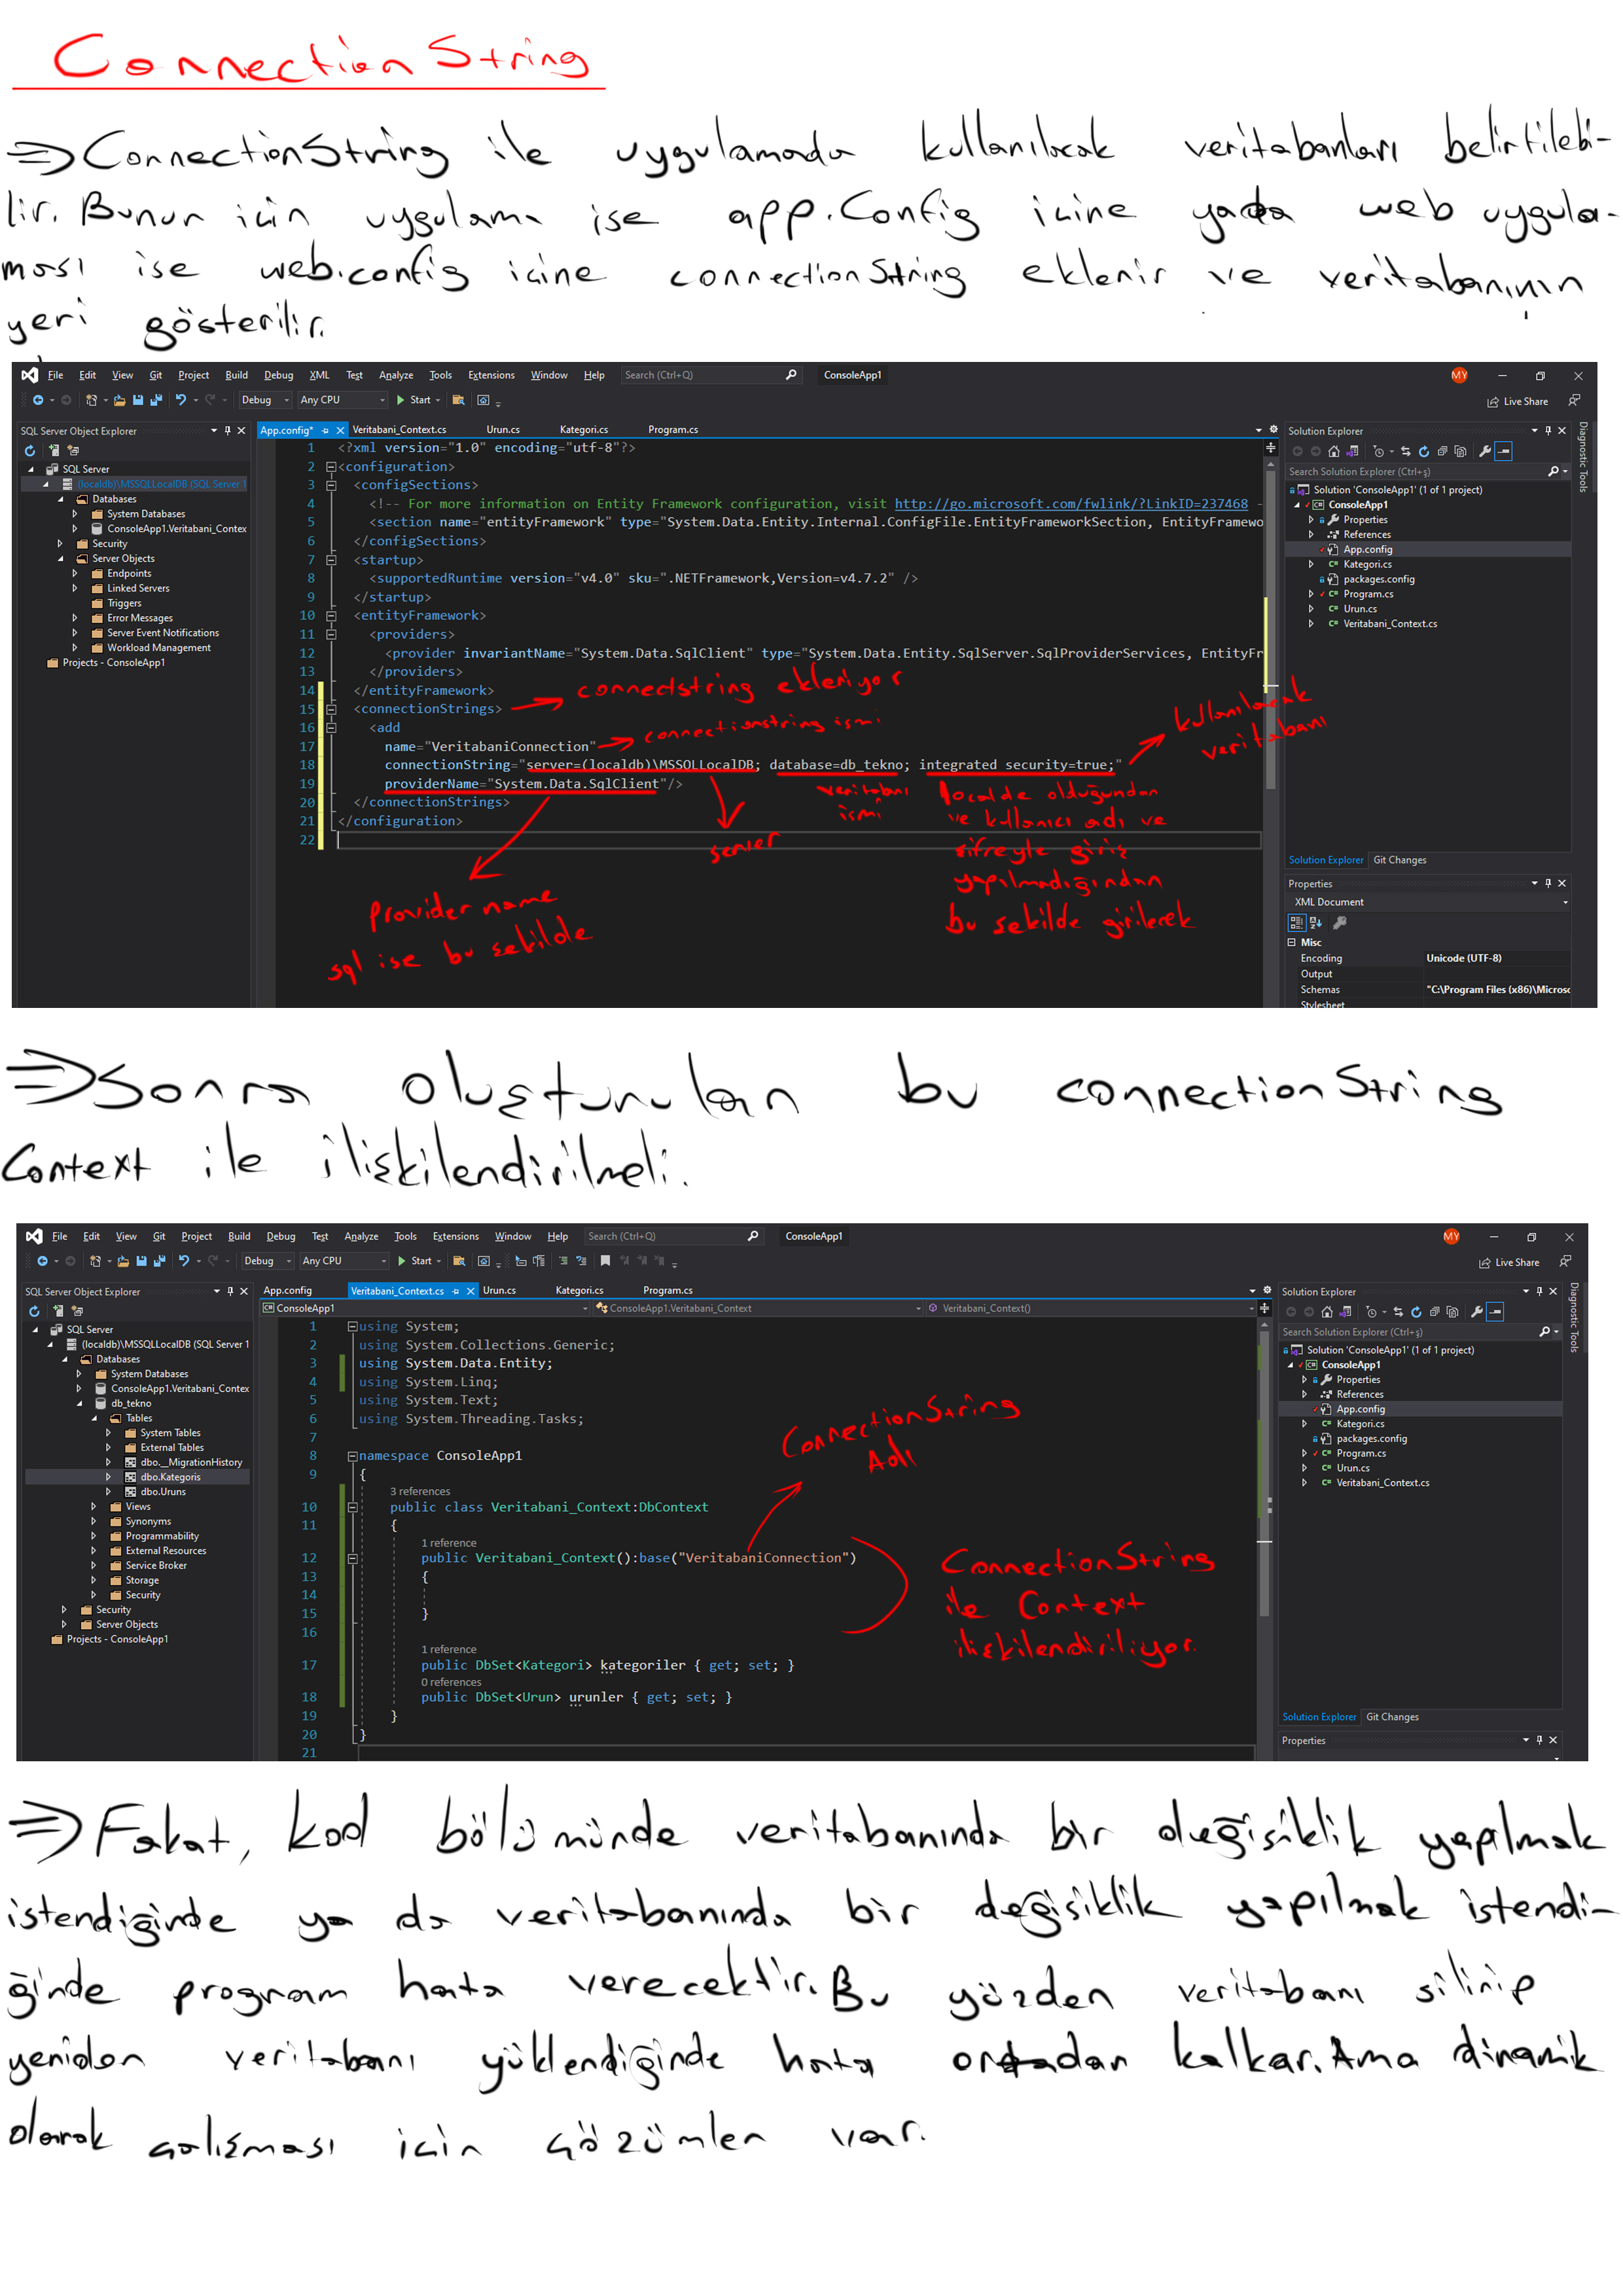 ConnectionString
=> ConnectionString ile uygulamada kullanılacak veritabanları belirtilebi-
lir. Bunun için uygulama ise app.Config içine yada web uygula-
ması ise web.config içine connectionString eklenir ve veritabanının
yeri gösterilir.
File Edit View Git Project Build Debug XML Test Analyze Tools Extensions Window Help Search (Ctrl+Q) ConsoleApp1 MY
Debug Any CPU Start Live Share
SQL Server Object Explorer
SQL Server
(localdb)\MSSQLLocalDB (SQL Server 1
Databases
System Databases
ConsoleApp1.Veritabani_Contex
Security
Server Objects
Endpoints
Linked Servers
Triggers
Error Messages
Server Event Notifications
Workload Management
Projects - ConsoleApp1
App.config* Veritabani_Context.cs Urun.cs Kategori.cs Program.cs
1 <?xml version="1.0" encoding="utf-8"?>
2 <configuration>
3 <configSections>
4 <!-- For more information on Entity Framework configuration, visit http://go.microsoft.com/fwlink/?LinkID=237468 -
5 <section name="entityFramework" type="System.Data.Entity.Internal.ConfigFile.EntityFrameworkSection, EntityFramewo
6 </configSections>
7 <startup>
8 <supportedRuntime version="v4.0" sku=".NETFramework,Version=v4.7.2" />
9 </startup>
10 <entityFramework>
11 <providers>
12 <provider invariantName="System.Data.SqlClient" type="System.Data.Entity.SqlServer.SqlProviderServices, EntityFr
13 </providers>
14 </entityFramework>
15 <connectionStrings>
16 <add
17 name="VeritabaniConnection"
18 connectionString="server=(localdb)\MSSQLLocalDB; database=db_tekno; integrated security=true;"
19 providerName="System.Data.SqlClient"/>
20 </connectionStrings>
21 </configuration>
22
connectstring ekleniyor
connectionstring ismi
kullanılacak
veritabanı
server
veritabanı
ismi
localde olduğundan
ve kullanıcı adı ve
şifreyle giriş
yapılmadığından
bu şekilde girilecek
provider name
sql ise bu şekilde
Solution Explorer
Search Solution Explorer (Ctrl+ş)
Solution 'ConsoleApp1' (1 of 1 project)
ConsoleApp1
Properties
References
App.config
Kategori.cs
packages.config
Program.cs
Urun.cs
Veritabani_Context.cs
Diagnostic Tools
Solution Explorer Git Changes
Properties
XML Document
Misc
Encoding Unicode (UTF-8)
Output
Schemas "C:\Program Files (x86)\Microsc
Stylesheet
=> Sonra oluşturulan bu connectionString
Context ile ilişkilendirilmeli.
File Edit View Git Project Build Debug Test Analyze Tools Extensions Window Help Search (Ctrl+Q) ConsoleApp1 MY
Debug Any CPU Start Live Share
SQL Server Object Explorer
SQL Server
(localdb)\MSSQLLocalDB (SQL Server 1
Databases
System Databases
ConsoleApp1.Veritabani_Contex
db_tekno
Tables
System Tables
External Tables
dbo.__MigrationHistory
dbo.Kategoris
dbo.Uruns
Views
Synonyms
Programmability
External Resources
Service Broker
Storage
Security
Security
Server Objects
Projects - ConsoleApp1
App.config Veritabani_Context.cs Urun.cs Kategori.cs Program.cs
ConsoleApp1 ConsoleApp1.Veritabani_Context Veritabani_Context()
1 using System;
2 using System.Collections.Generic;
3 using System.Data.Entity;
4 using System.Linq;
5 using System.Text;
6 using System.Threading.Tasks;
7
8 namespace ConsoleApp1
9 {
3 references
10 public class Veritabani_Context:DbContext
11 {
1 reference
12 public Veritabani_Context():base("VeritabaniConnection")
13 {
14
15 }
16
1 reference
17 public DbSet<Kategori> kategoriler { get; set; }
0 references
18 public DbSet<Urun> urunler { get; set; }
19 }
20 }
21
ConnectionString
Adı
ConnectionString
ile Context
ilişkilendiriliyor.
Solution Explorer
Search Solution Explorer (Ctrl+ş)
Solution 'ConsoleApp1' (1 of 1 project)
ConsoleApp1
Properties
References
App.config
Kategori.cs
packages.config
Program.cs
Urun.cs
Veritabani_Context.cs
Diagnostic Tools
Solution Explorer Git Changes
Properties
=> Fakat, kod bölümünde veritabanında bir değişiklik yapılmak
istendiğinde ya da veritabanında bir değişiklik yapılmak istendi-
ğinde program hata verecektir. Bu yüzden veritabanı silinip
yeniden veritabanı yüklendiğinde hata ortadan kalkar. Ama dinamik
olarak çalışması için çözümler var.